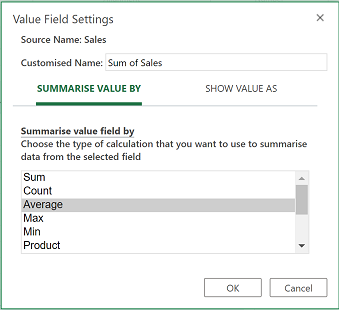 Value Field Settings
Source Name: Sales
Customised Name: Sum of Sales
SUMMARISE VALUE BY SHOW VALUE AS
Summarise value field by
Choose the type of calculation that you want to use to summarise
data from the selected field
Sum
Count
Average
Max
Min
Product
OK Cancel